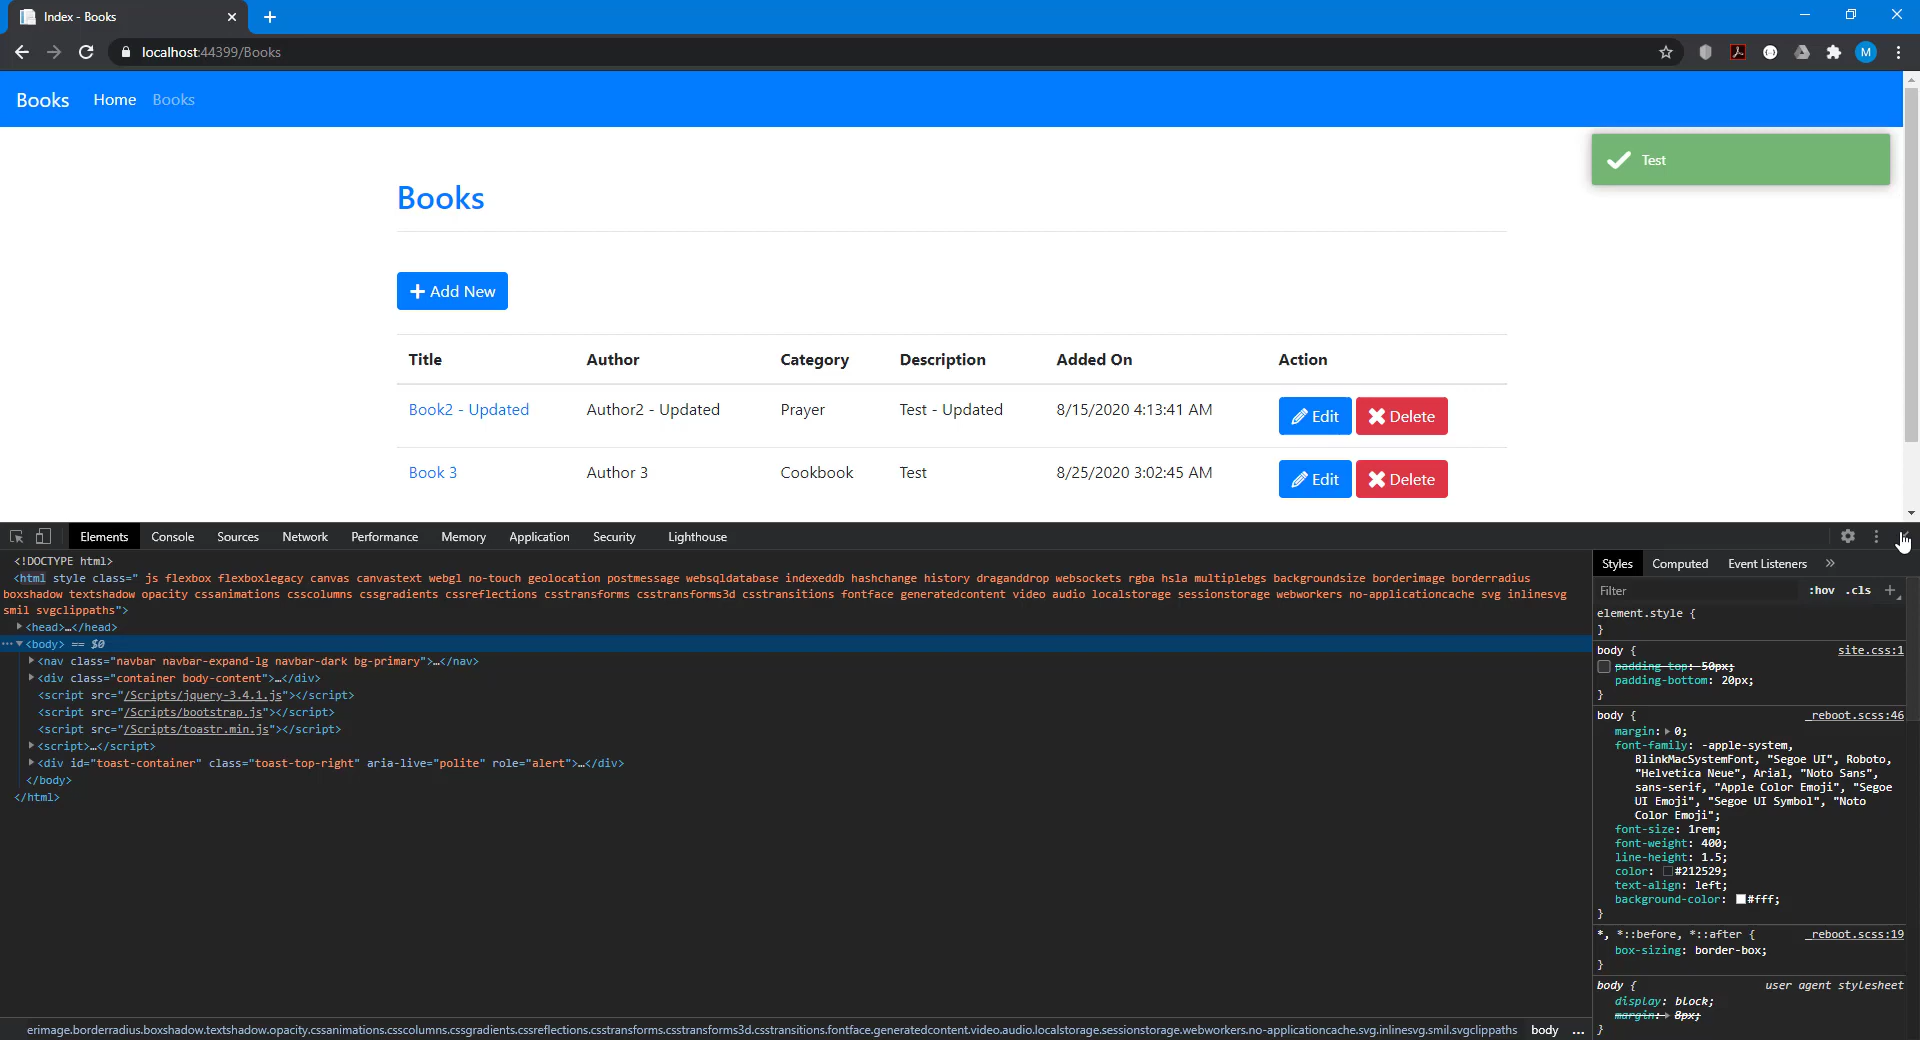 Index - Books
localhost:44399/Books
M
Books Home Books
Test
Books
Add New
Title Author Category Description Added On Action
Book2 - Updated Author2 - Updated Prayer Test - Updated 8/15/2020 4:13:41 AM Edit Delete
Book 3 Author 3 Cookbook Test 8/25/2020 3:02:45 AM Edit Delete
Elements Console Sources Network Performance Memory Application Security Lighthouse
<!DOCTYPE html>
<html style class=" js flexbox flexboxlegacy canvas canvastext webgl no-touch geolocation postmessage websqldatabase indexeddb hashchange history draganddrop websockets rgba hsla multiplebgs backgroundsize borderimage borderradius
boxshadow textshadow opacity cssanimations csscolumns cssgradients cssreflections csstransforms csstransforms3d csstransitions fontface generatedcontent video audio localstorage sessionstorage webworkers no-applicationcache svg inlinesvg
smil svgclippaths">
<head>…</head>
<body> == $0
<nav class="navbar navbar-expand-lg navbar-dark bg-primary">…</nav>
<div class="container body-content">…</div>
<script src="/Scripts/jquery-3.4.1.js"></script>
<script src="/Scripts/bootstrap.js"></script>
<script src="/Scripts/toastr.min.js"></script>
<script>…</script>
<div id="toast-container" class="toast-top-right" aria-live="polite" role="alert">…</div>
</body>
</html>
erimage.borderradius.boxshadow.textshadow.opacity.cssanimations.csscolumns.cssgradients.cssreflections.csstransforms.csstransforms3d.csstransitions.fontface.generatedcontent.video.audio.localstorage.sessionstorage.webworkers.no-applicationcache.svg.inlinesvg.smil.svgclippaths body ...
Styles Computed Event Listeners »
Filter :hov .cls +
element.style {
}
body { site.css:1
padding-top: 50px;
padding-bottom: 20px;
}
body { _reboot.scss:46
margin: 0;
font-family: -apple-system,
BlinkMacSystemFont, "Segoe UI", Roboto,
"Helvetica Neue", Arial, "Noto Sans",
sans-serif, "Apple Color Emoji", "Segoe
UI Emoji", "Segoe UI Symbol", "Noto
Color Emoji";
font-size: 1rem;
font-weight: 400;
line-height: 1.5;
color: #212529;
text-align: left;
background-color: #fff;
}
*, *::before, *::after { _reboot.scss:19
box-sizing: border-box;
}
body { user agent stylesheet
display: block;
margin: 8px;
}